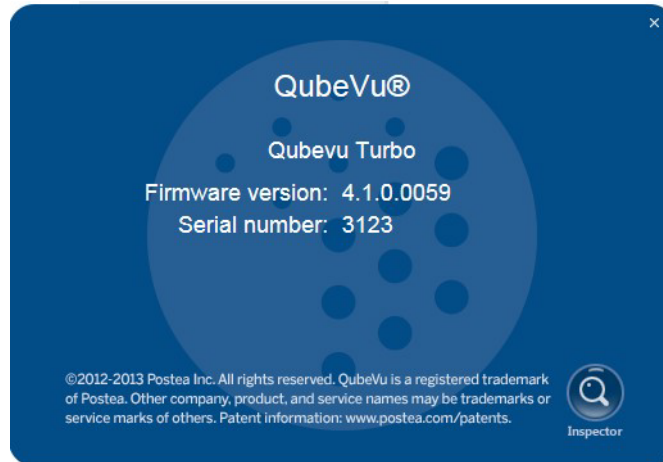 ×
QubeVu®
Qubevu Turbo
Firmware version: 4.1.0.0059
Serial number: 3123
©2012-2013 Postea Inc. All rights reserved. QubeVu is a registered trademark
of Postea. Other company, product, and service names may be trademarks or
service marks of others. Patent information: www.postea.com/patents.
Inspector